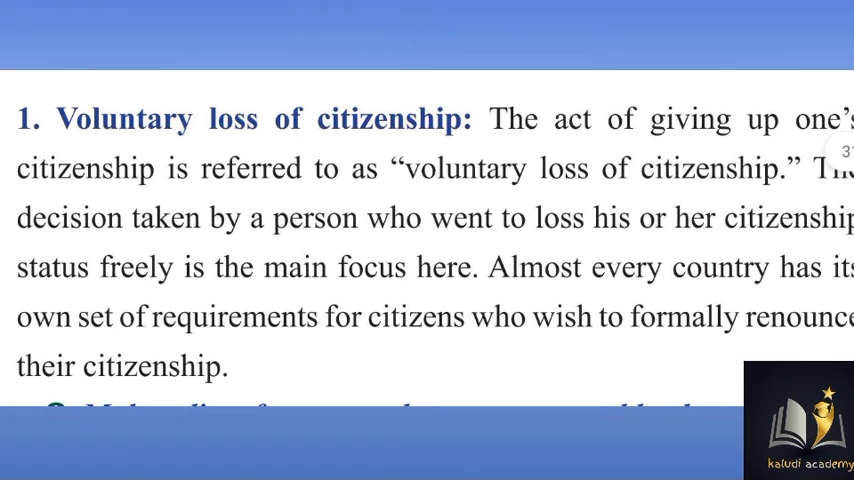 1. Voluntary loss of citizenship: The act of giving up one's
citizenship is referred to as “voluntary loss of citizenship.” The
decision taken by a person who went to loss his or her citizenship
status freely is the main focus here. Almost every country has its
own set of requirements for citizens who wish to formally renounce
their citizenship.
kaludi academy